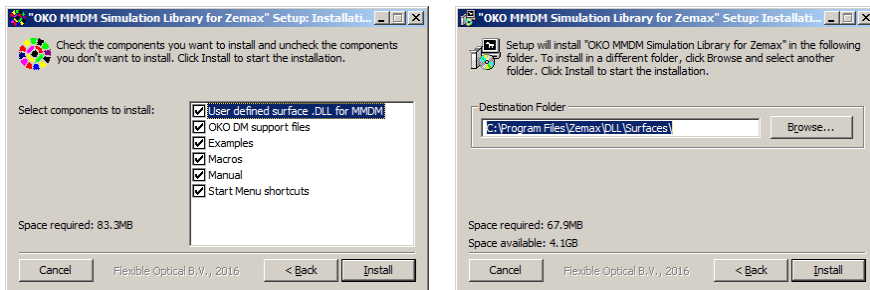 "OKO MMDM Simulation Library for Zemax" Setup: Installati...
Check the components you want to install and uncheck the components
you don't want to install. Click Install to start the installation.
Select components to install:
User defined surface .DLL for MMDM
OKO DM support files
Examples
Macros
Manual
Start Menu shortcuts
Space required: 83.3MB
Cancel
Flexible Optical B.V., 2016
< Back
Install
"OKO MMDM Simulation Library for Zemax" Setup: Installati...
Setup will install "OKO MMDM Simulation Library for Zemax" in the following
folder. To install in a different folder, click Browse and select another
folder. Click Install to start the installation.
Destination Folder
C:\Program Files\Zemax\DLL\Surfaces\
Browse...
Space required: 67.9MB
Space available: 4.1GB
Cancel
Flexible Optical B.V., 2016
< Back
Install